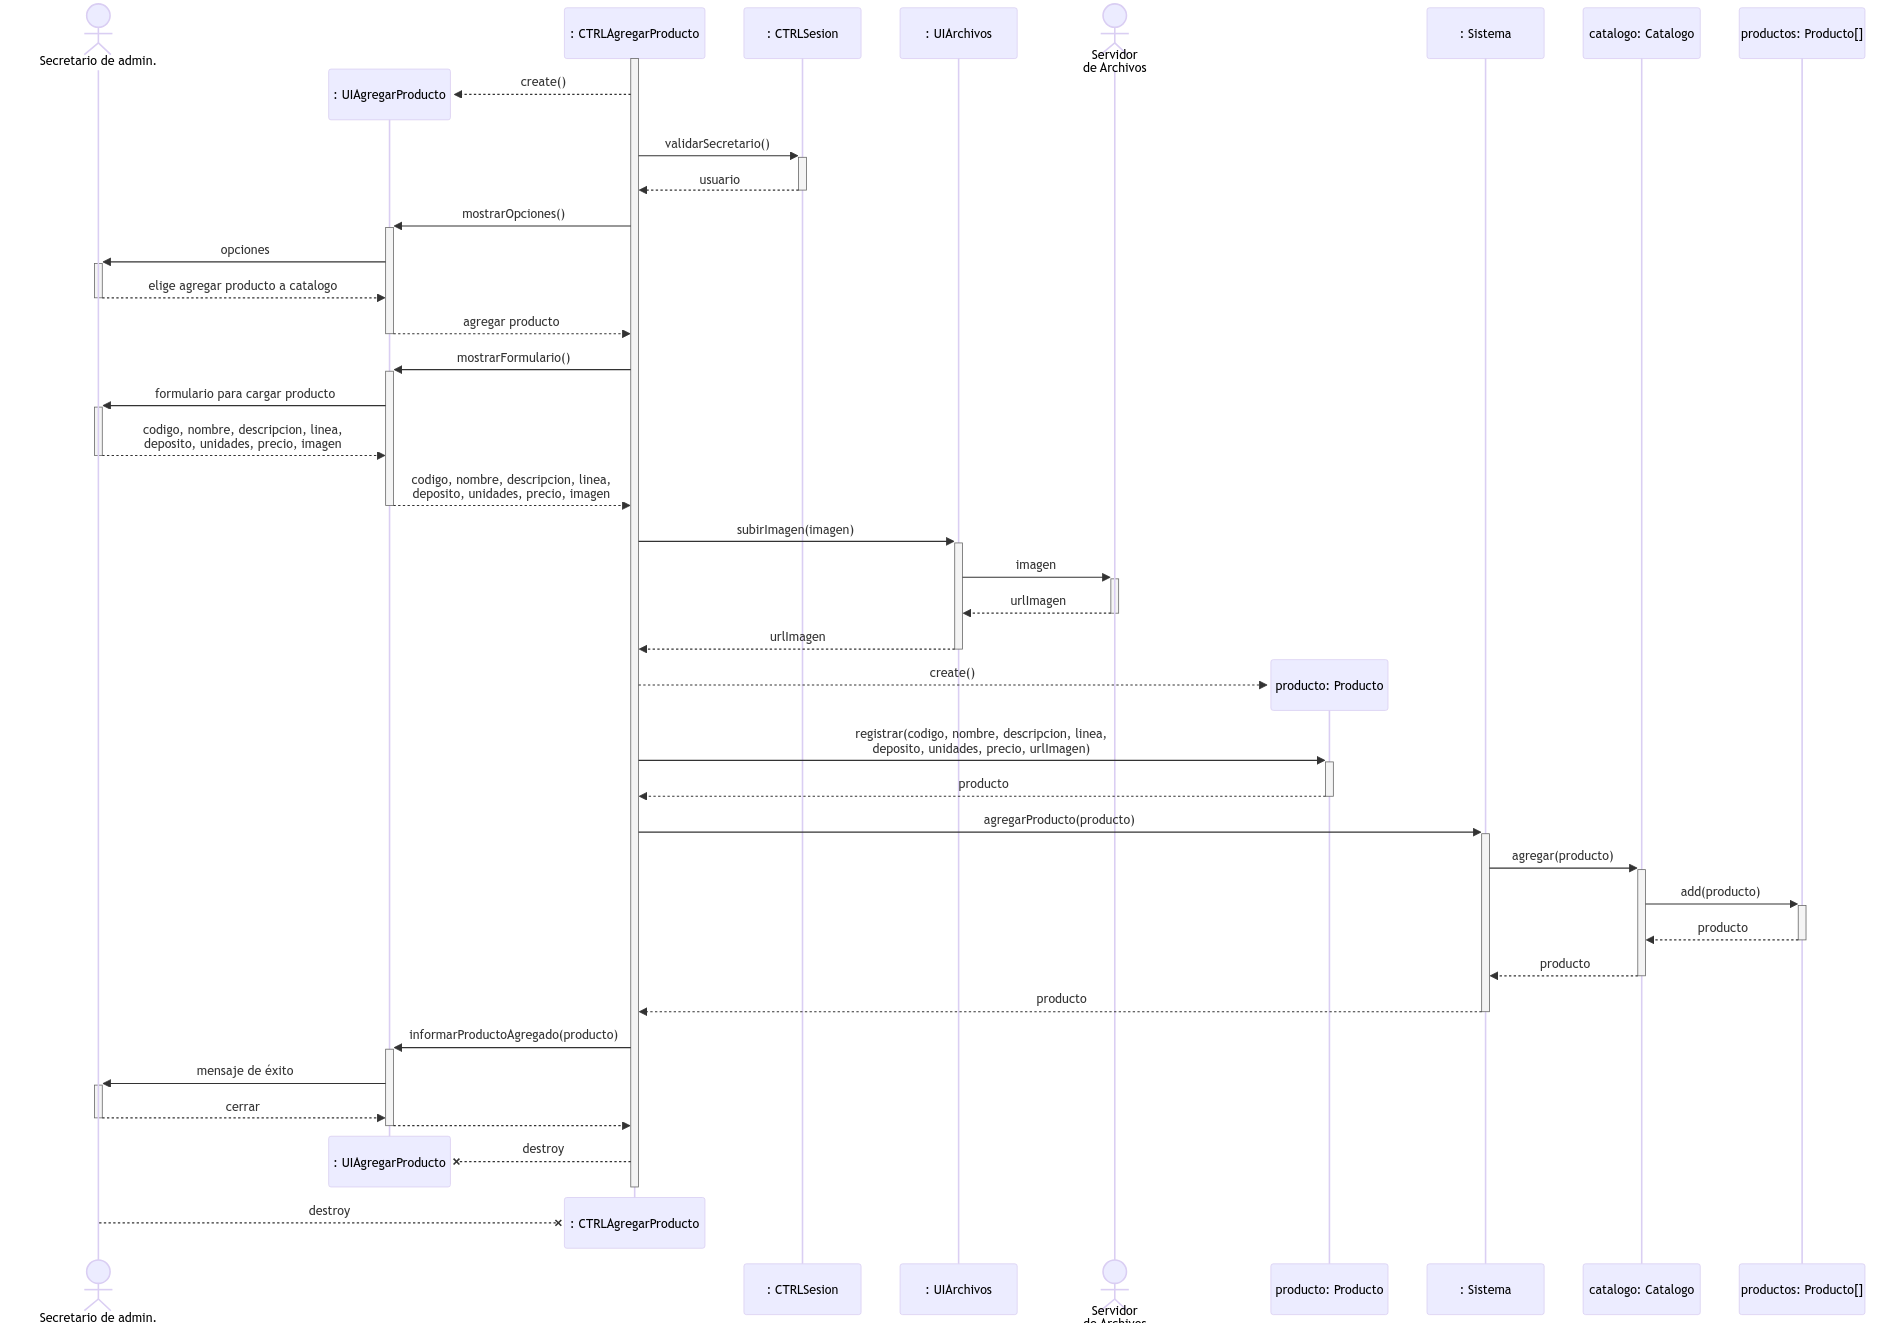 : CTRLAgregarProducto
: CTRLSesion
: UIArchivos
: Sistema
catalogo: Catalogo
productos: Producto[]
Secretario de admin.
Servidor
de Archivos
create()
: UIAgregarProducto
validarSecretario()
usuario
mostrarOpciones()
opciones
elige agregar producto a catalogo
agregar producto
mostrarFormulario()
formulario para cargar producto
codigo, nombre, descripcion, linea,
deposito, unidades, precio, imagen
codigo, nombre, descripcion, linea,
deposito, unidades, precio, imagen
subirImagen(imagen)
imagen
urlImagen
urlImagen
create()
producto: Producto
registrar(codigo, nombre, descripcion, linea,
deposito, unidades, precio, urlImagen)
producto
agregarProducto(producto)
agregar(producto)
add(producto)
producto
producto
producto
informarProductoAgregado(producto)
mensaje de éxito
cerrar
destroy
: UIAgregarProducto
destroy
: CTRLAgregarProducto
: CTRLSesion
: UIArchivos
producto: Producto
: Sistema
catalogo: Catalogo
productos: Producto[]
Secretario de admin.
Servidor
de Archivos